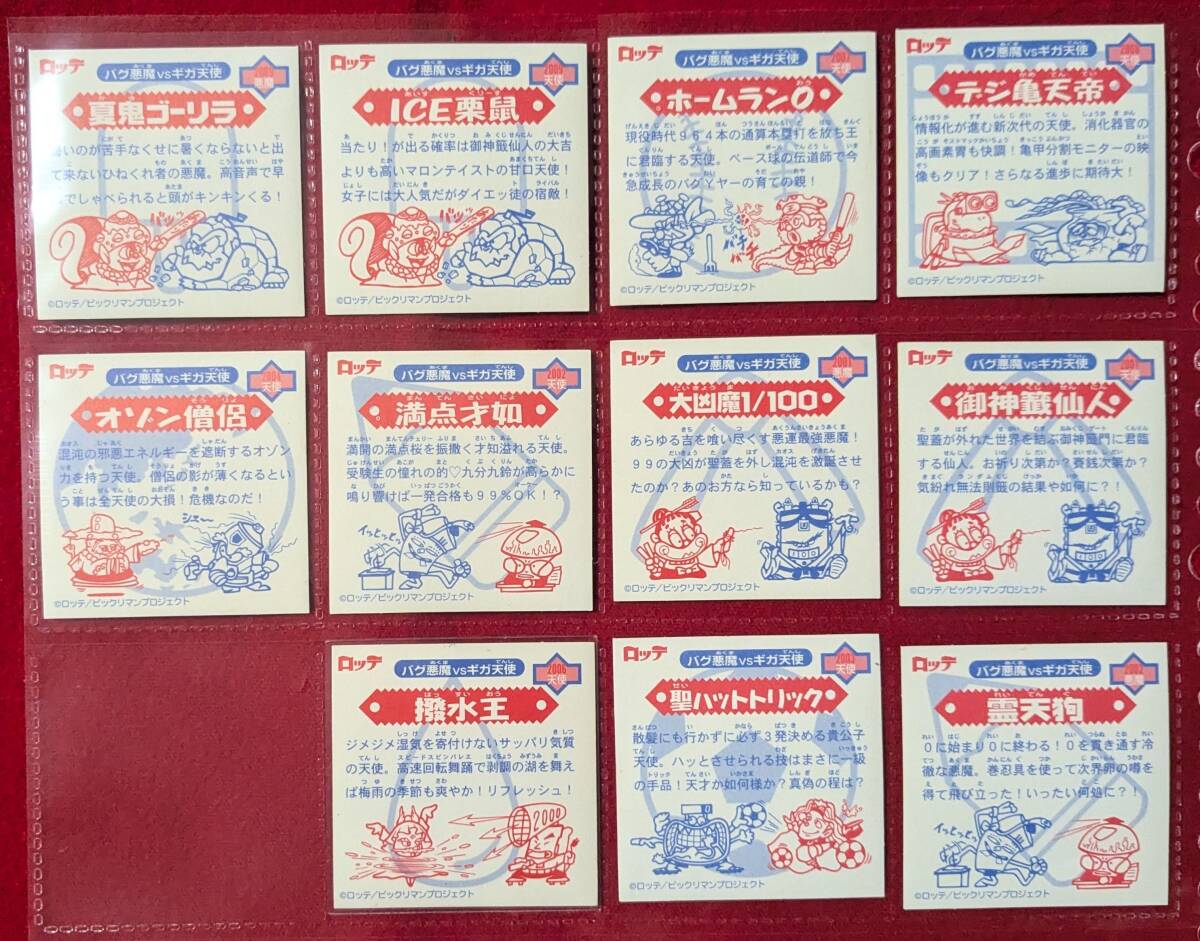 ロッテ
バグ悪魔vsギガ天使
悪魔
夏鬼ゴーリラ
暑いのが苦手なくせに暑くならないと出
て来ないひねくれ者の悪魔。高音声で早
でしゃべられると頭がキンキンくる！
©ロッテ/ビックリマンプロジェクト
ロッテ
バグ悪魔vsギガ天使
天使
ICE栗鼠
当たり！が出る確率は御神籤仙人の大吉
よりも高いマロンテイストの甘口天使！
女子には大人気だがダイエッ徒の宿敵！
バッ
©ロッテ/ビックリマンプロジェクト
ロッテ
バグ悪魔vsギガ天使
2007
天使
ホームラン0
現役時代964本の通算本塁打を放ち王
に君臨する天使。ベース球の伝道師で今
急成長のバグYヤーの育ての親！
バチ
©ロッテ/ビックリマンプロジェクト
ロッテ
バグ悪魔vsギガ天使
天使
デジ亀天帝
情報化が進む新次代の天使。消化器官の
高画素胃も快調！亀甲分割モニターの映
像もクリア！さらなる進歩に期待大！
©ロッテ/ビックリマンプロジェクト
ロッテ
バグ悪魔vsギガ天使
天使
オゾン僧侶
混沌の邪悪エネルギーを遮断するオゾン
力を持つ天使。僧侶の影が薄くなるとい
う事は全天使の大損！危機なのだ！
©ロッテ/ビックリマンプロジェクト
ロッテ
バグ悪魔vsギガ天使
2002
天使
満点才如
満開の満点桜を振撒く才知溢れる天使。
受験生の憧れの的♡九分九鈴が高らかに
鳴り響けば一発合格も99%OK！？
イっとっとっ
©ロッテ/ビックリマンプロジェクト
ロッテ
バグ悪魔vsギガ天使
2001
大凶魔1/100
あらゆる吉を喰い尽くす悪運最強悪魔！
99の大凶が聖蓋を外し混沌を激誕させ
たのか？あのお方なら知っているかも？
©ロッテ/ビックリマンプロジェクト
ロッテ
バグ悪魔vsギガ天使
2001
天使
御神籤仙人
聖蓋が外れた世界を結ぶ御神籤門に君臨
する仙人。お祈り次第か？賽銭次第か？
気紛れ無法則籤の結果や如何に？！
©ロッテ/ビックリマンプロジェクト
ロッテ
バグ悪魔vsギガ天使
2006
天使
撥水王
ジメジメ湿気を寄付けないサッパリ気質
の天使。高速回転舞踊で剥調の湖を舞え
ば梅雨の季節も爽やか！リフレッシュ！
2000
©ロッテ/ビックリマンプロジェクト
ロッテ
バグ悪魔vsギガ天使
2003
天使
聖ハットトリック
散髪にも行かずに必ず3発決める貴公子
天使。ハッとさせられる技はまさに一級
の手品！天才か如何様か？真偽の程は？
©ロッテ/ビックリマンプロジェクト
ロッテ
バグ悪魔vsギガ天使
2002
天狗
0に始まり0に終わる！0を貫き通す冷
徹な悪魔。巻忍具を使って次界卵の噂を
得て飛び立った！いったい何処に？！
イっとっとっ
©ロッテ/ビックリマンプロジェクト